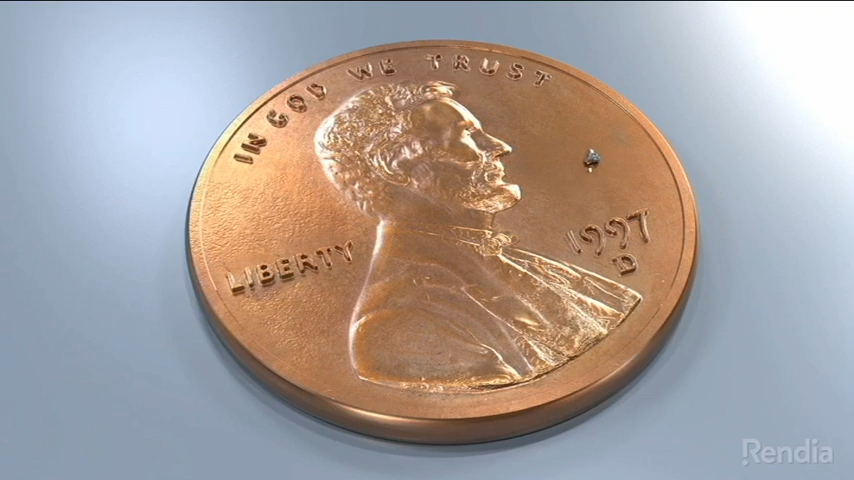 IN GOD WE TRUST
LIBERTY
1997
D
Rendia